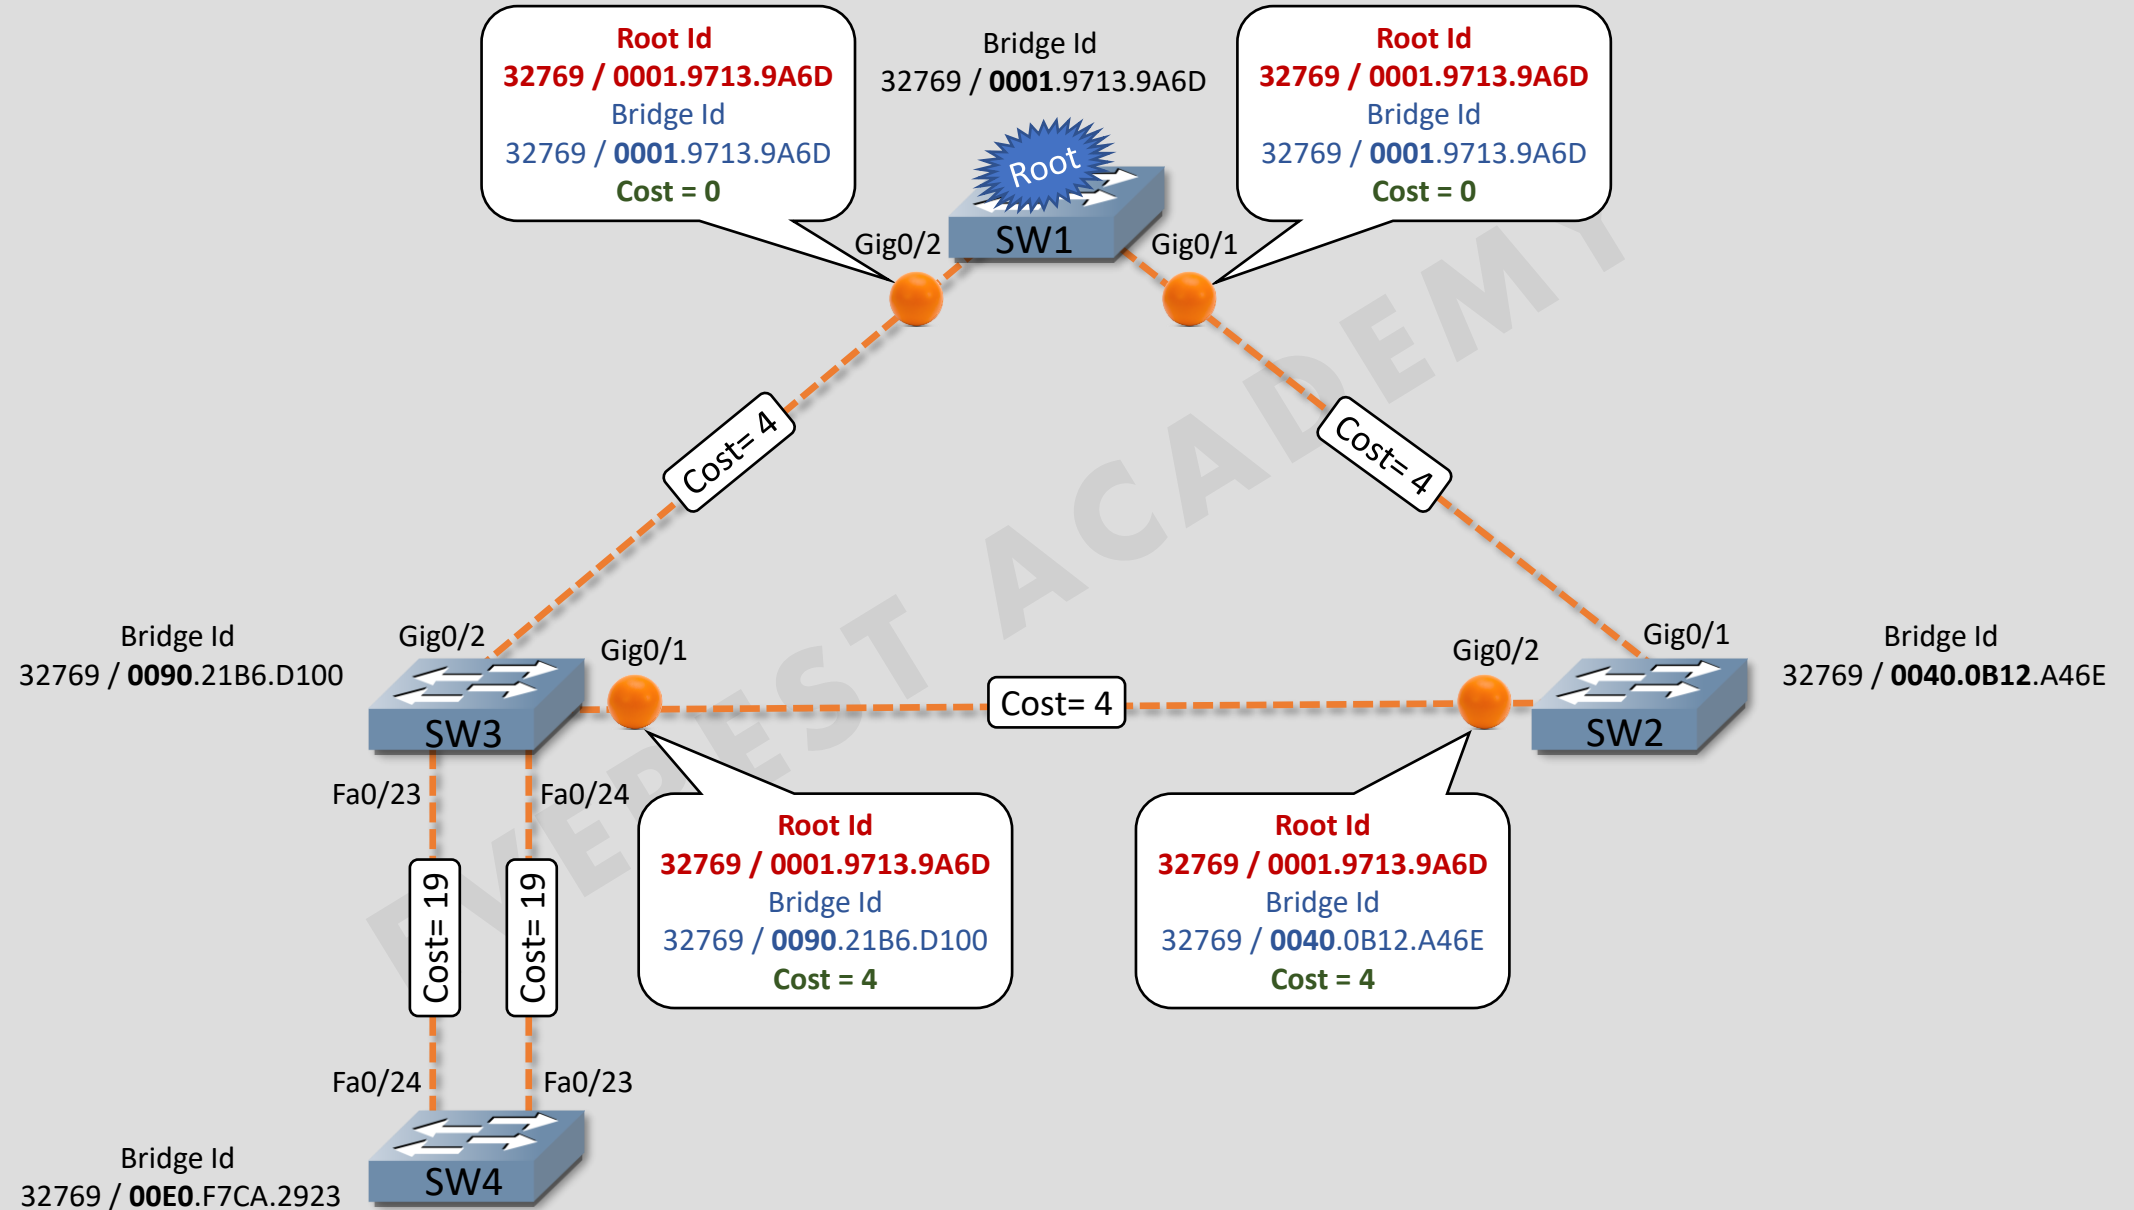 Root Id
32769 / 0001.9713.9A6D
Bridge Id
32769 / 0001.9713.9A6D
Cost = 0
Bridge Id
32769 / 0001.9713.9A6D
Root Id
32769 / 0001.9713.9A6D
Bridge Id
32769 / 0001.9713.9A6D
Cost = 0
Root
SW1
Gig0/2
Gig0/1
Cost= 4
Cost= 4
EVEREST ACADEMY
Bridge Id
32769 / 0090.21B6.D100
Gig0/2
Gig0/1
SW3
Cost= 4
Gig0/2
Gig0/1
SW2
Bridge Id
32769 / 0040.0B12.A46E
Fa0/23
Fa0/24
Cost= 19
Cost= 19
Root Id
32769 / 0001.9713.9A6D
Bridge Id
32769 / 0090.21B6.D100
Cost = 4
Root Id
32769 / 0001.9713.9A6D
Bridge Id
32769 / 0040.0B12.A46E
Cost = 4
Fa0/24
Fa0/23
SW4
Bridge Id
32769 / 00E0.F7CA.2923